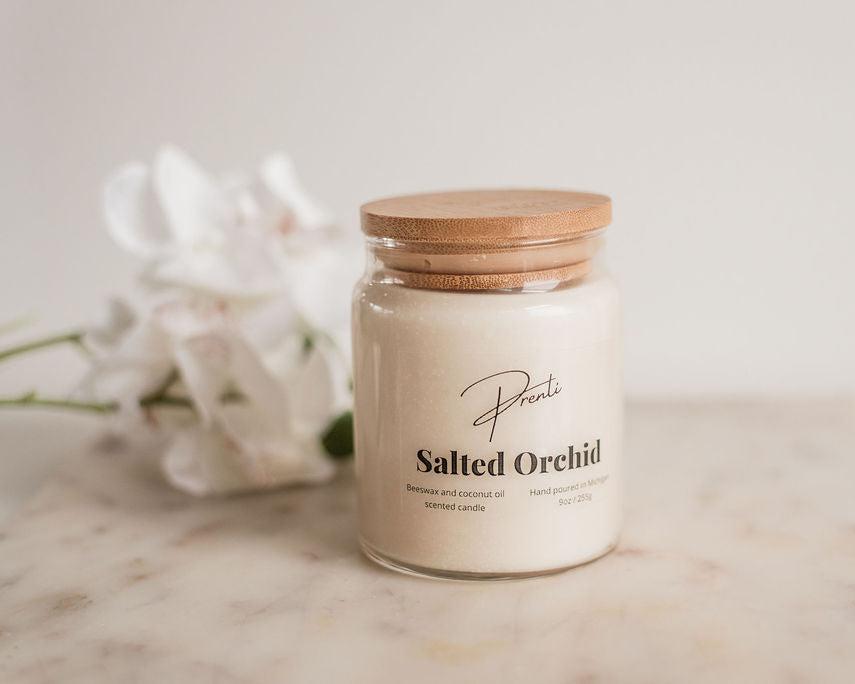 Prenti
Salted Orchid
Beeswax and coconut oil
scented candle
Hand poured in Michigan
9oz / 255g